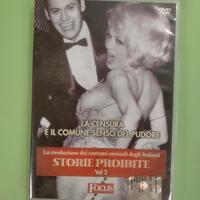 DVD
LA CENSURA
E IL COMUNE SENSO DEL PUDORE
La rivoluzione dei costumi sessuali degli Italiani
STORIE PROIBITE
Vol 2
FOCUS